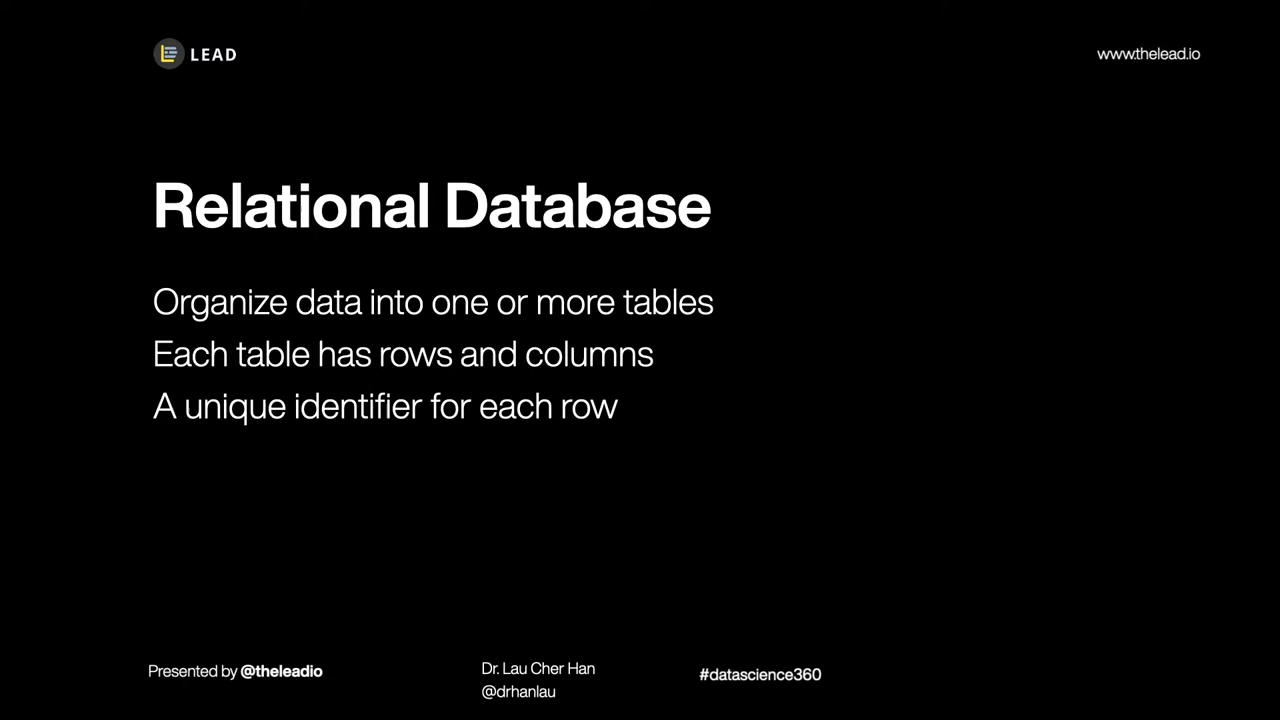 LEAD
www.thelead.io
Relational Database
Organize data into one or more tables
Each table has rows and columns
A unique identifier for each row
Presented by @theleadio
Dr. Lau Cher Han
@drhanlau
#datascience360